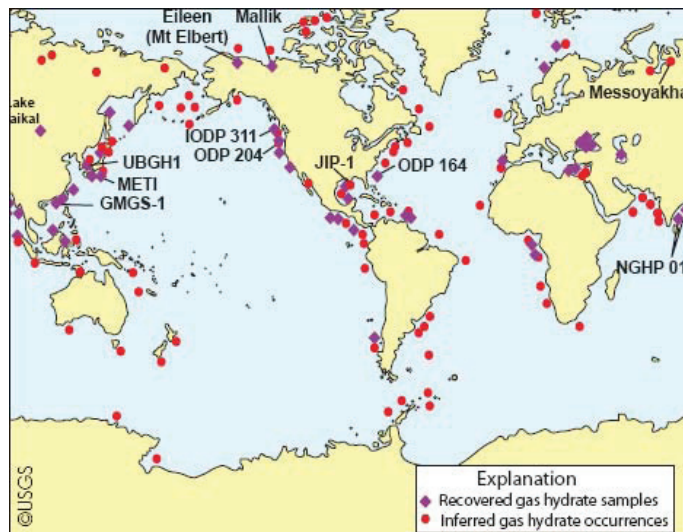 Eileen
(Mt Elbert)
Mallik
Messoyakha
Lake
aikal
IODP 311
ODP 204
JIP-1
ODP 164
UBGH1
METI
GMGS-1
NGHP 01
©USGS
Explanation
Recovered gas hydrate samples
Inferred gas hydrate occurrences